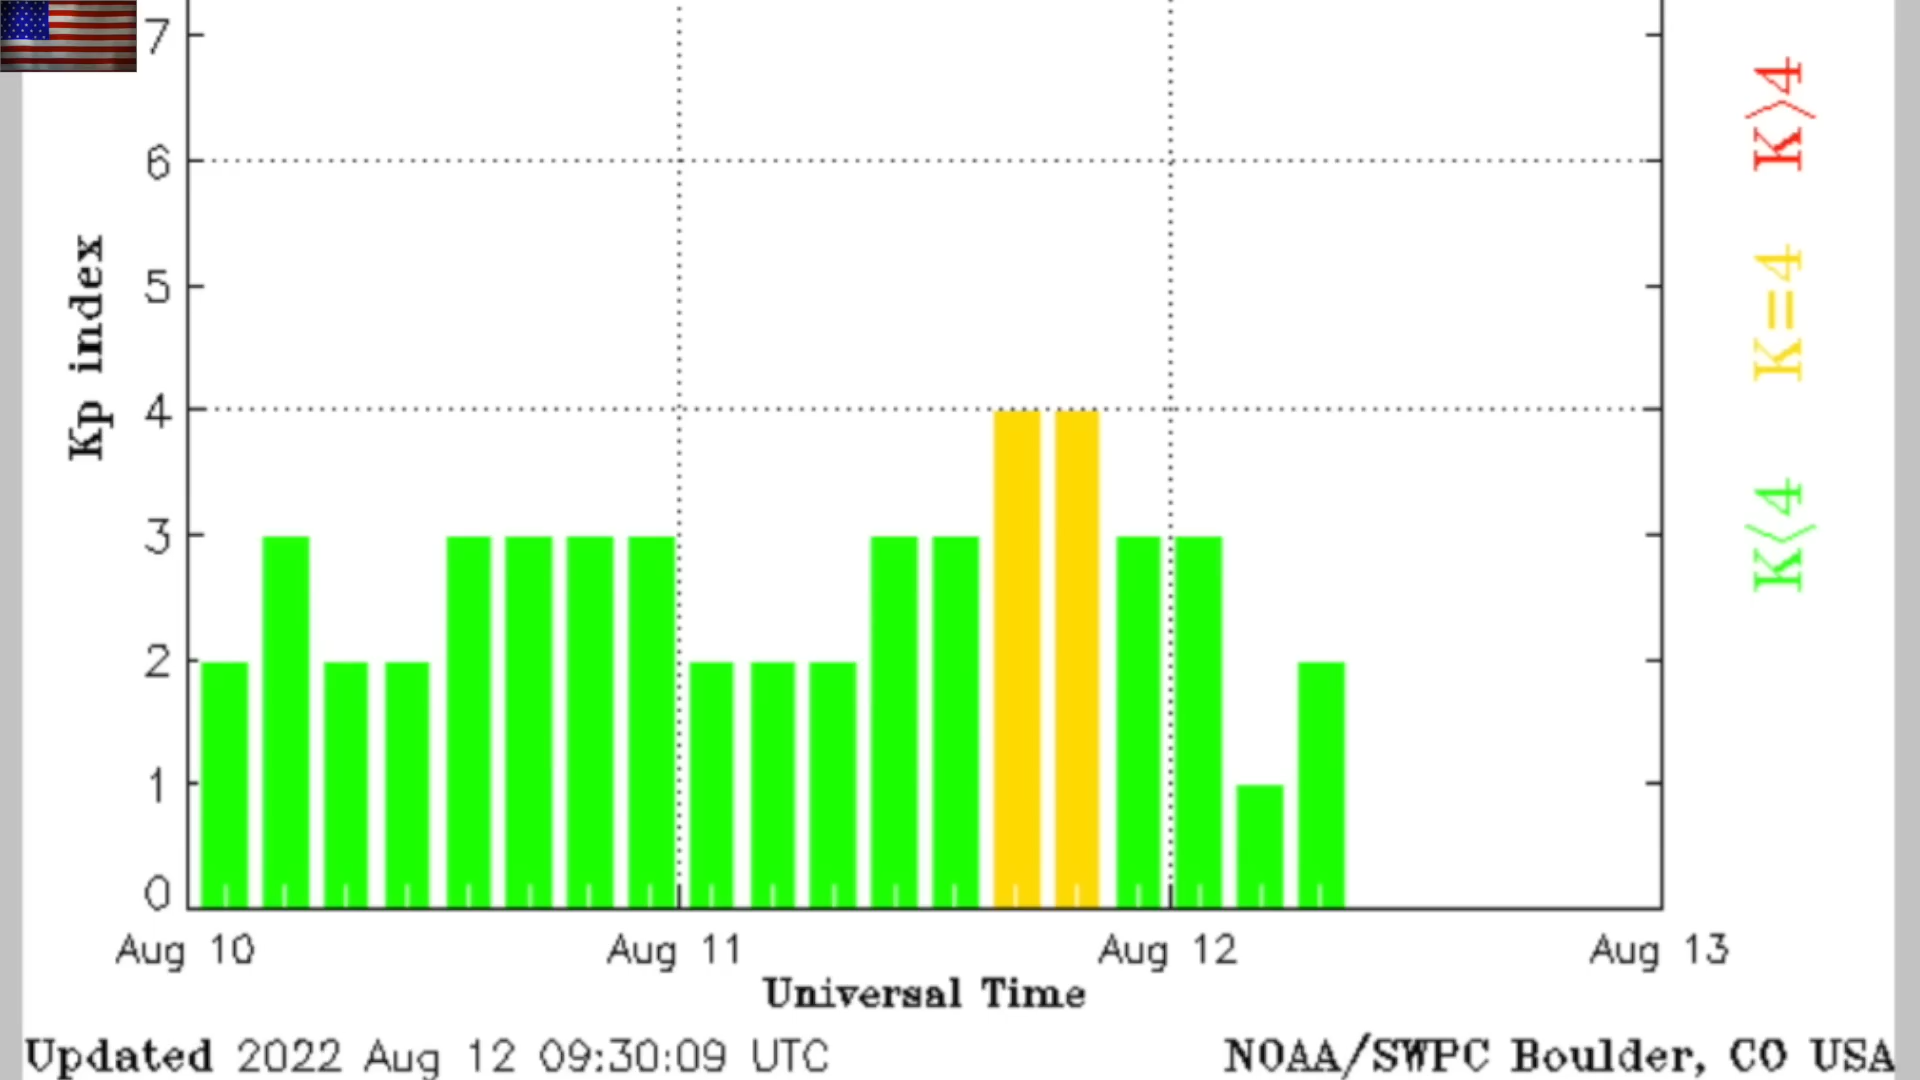 7
6
5
4
3
2
1
0
Kp index
K>4
K=4
K<4
Aug 10 Aug 11 Aug 12 Aug 13
Universal Time
Updated 2022 Aug 12 09:30:09 UTC NOAA/SWPC Boulder, CO USA